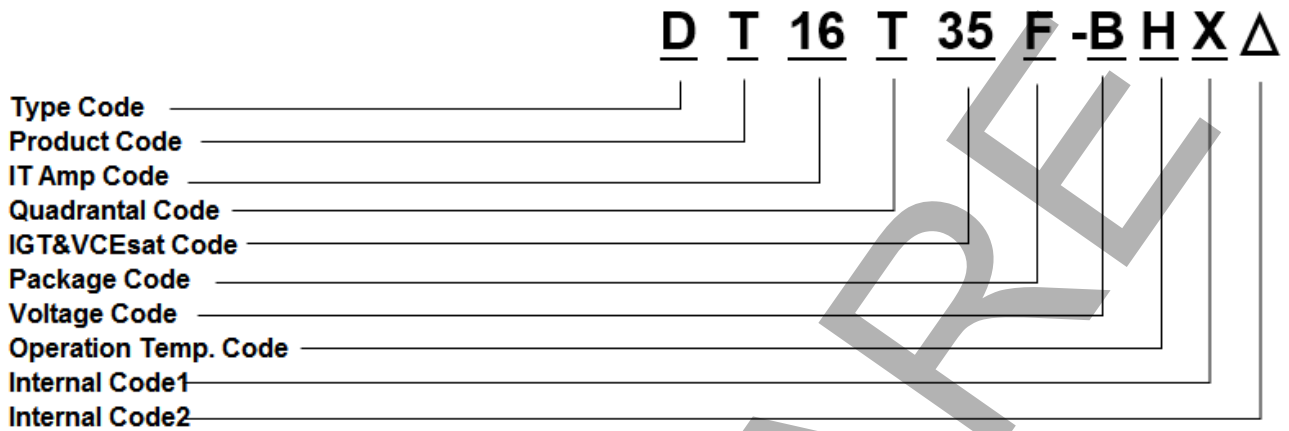 D T 16 T 35 F -B H X △
Type Code
Product Code
IT Amp Code
Quadrantal Code
IGT&VCEsat Code
Package Code
Voltage Code
Operation Temp. Code
Internal Code1
Internal Code2